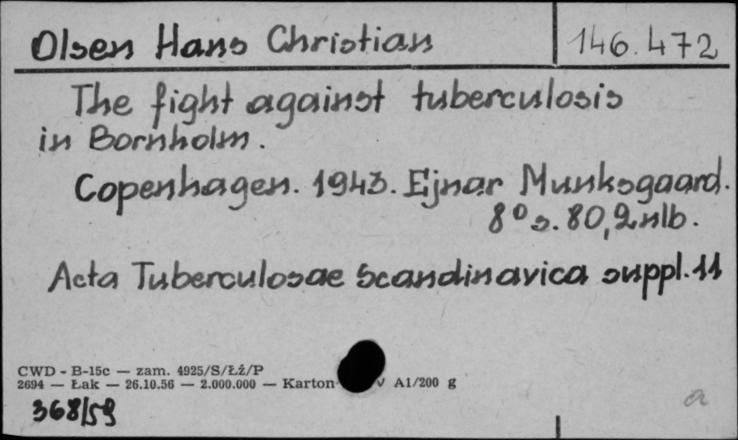 Olsen Hans Christian 146.472
The fight against tuberculosis
in Bornholm.
Copenhagen. 1943. Ejnar Munksgaard.
8° s. 80, 2 nlb.
Acta Tuberculosae Scandinavica suppl. 11
CWD - B-15c — zam. 4925/S/Łź/P
2694 — Łak — 26.10.56 — 2.000.000 — Karton v A1/200 g
368/59
a